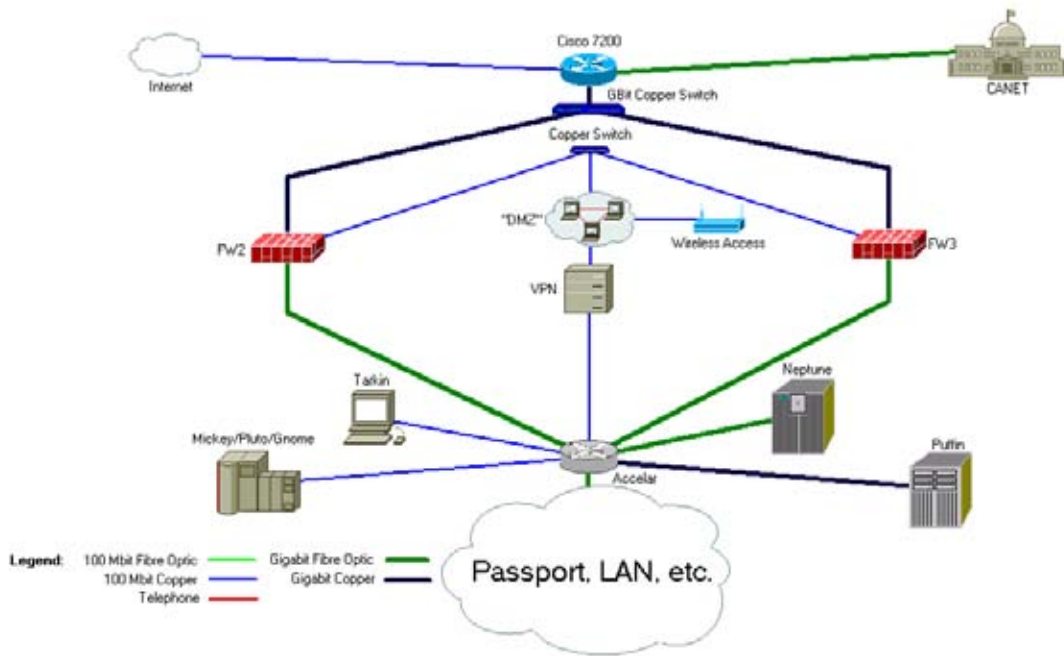 Cisco 7200
Internet
CANET
GBit Copper Switch
Copper Switch
"DMZ"
Wireless Access
FW2
FW3
VPN
Tarkin
Neptune
Mickey/Pluto/Gnome
Puffin
Accelar
Legend:
100 Mbit Fibre Optic
Gigabit Fibre Optic
100 Mbit Copper
Gigabit Copper
Telephone
Passport, LAN, etc.